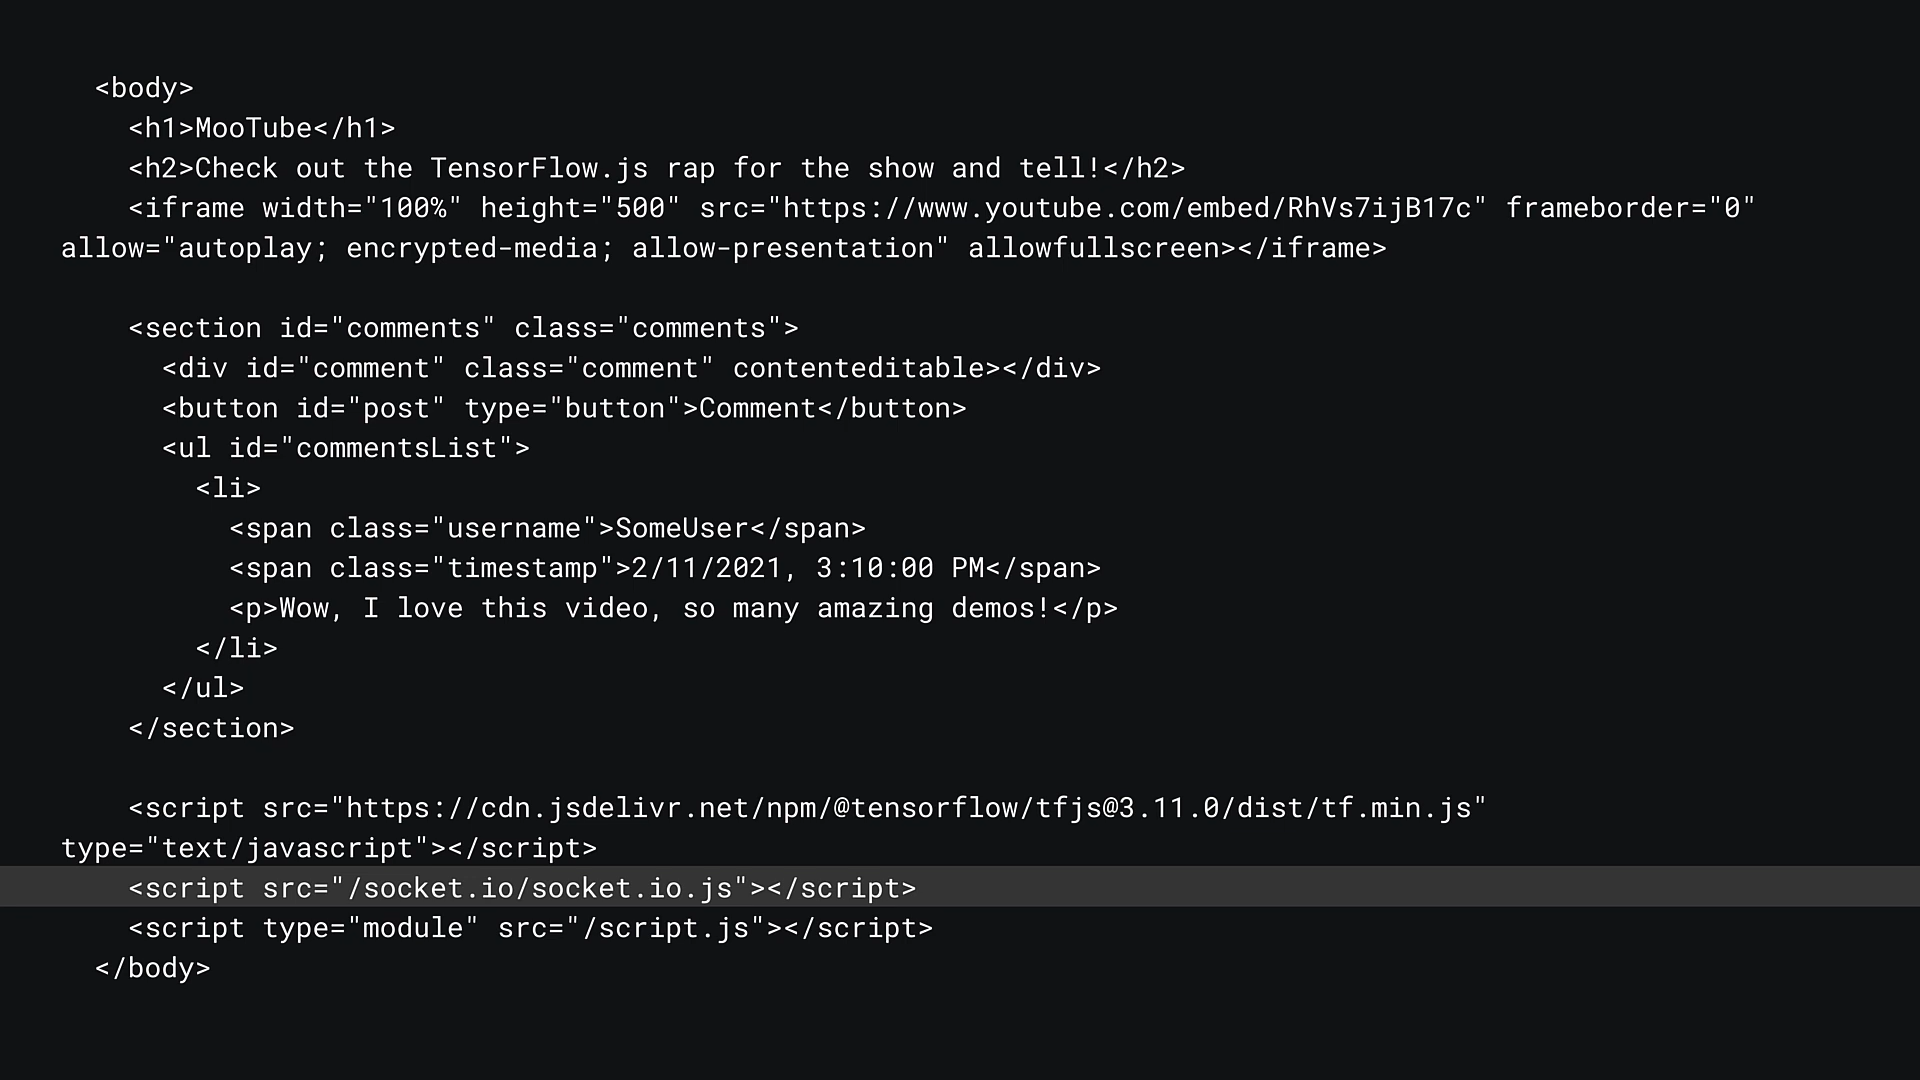 <body>
<h1>MooTube</h1>
<h2>Check out the TensorFlow.js rap for the show and tell!</h2>
<iframe width="100%" height="500" src="https://www.youtube.com/embed/RhVs7ijB17c" frameborder="0"
allow="autoplay; encrypted-media; allow-presentation" allowfullscreen></iframe>
<section id="comments" class="comments">
<div id="comment" class="comment" contenteditable></div>
<button id="post" type="button">Comment</button>
<ul id="commentsList">
<li>
<span class="username">SomeUser</span>
<span class="timestamp">2/11/2021, 3:10:00 PM</span>
<p>Wow, I love this video, so many amazing demos!</p>
</li>
</ul>
</section>
<script src="https://cdn.jsdelivr.net/npm/@tensorflow/tfjs@3.11.0/dist/tf.min.js"
type="text/javascript"></script>
<script src="/socket.io/socket.io.js"></script>
<script type="module" src="/script.js"></script>
</body>